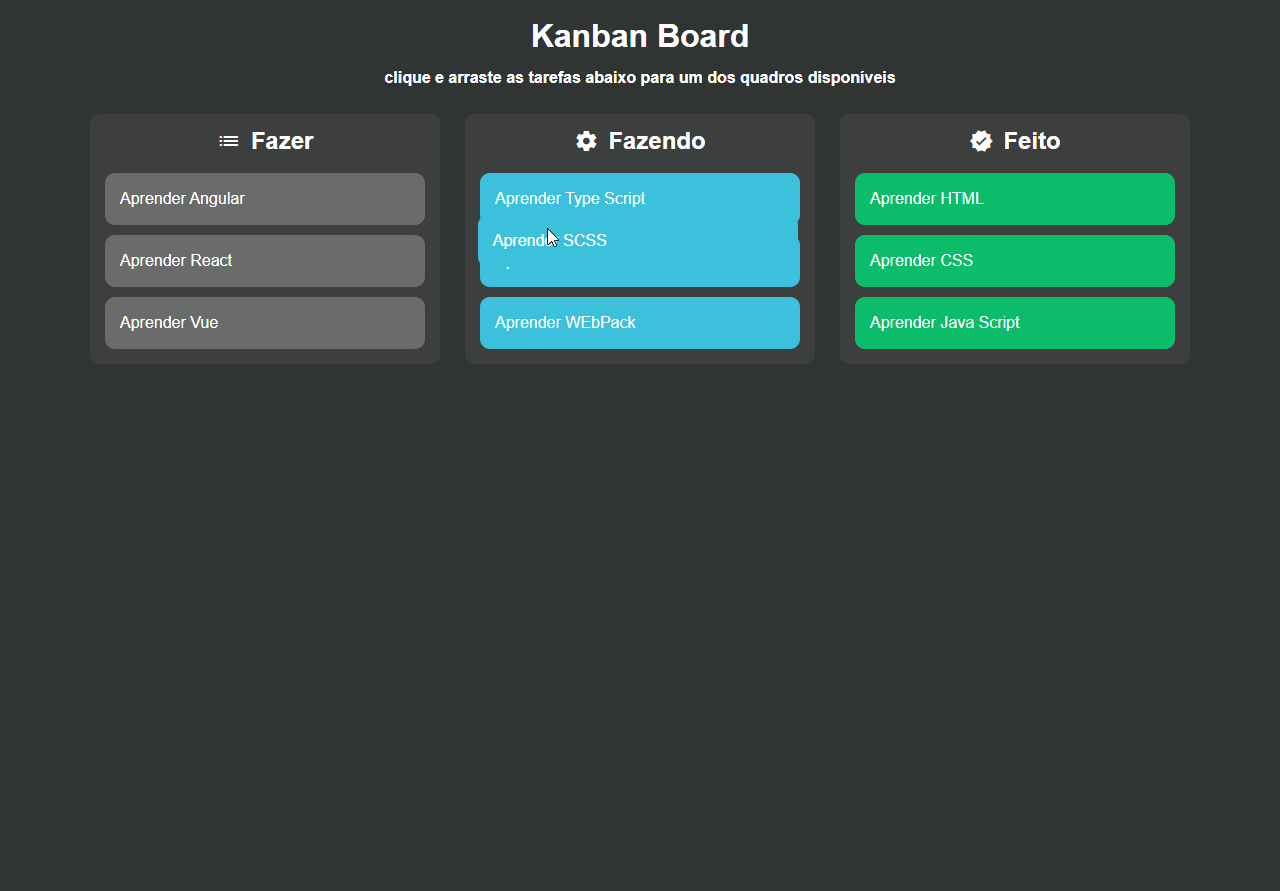 Kanban Board
clique e arraste as tarefas abaixo para um dos quadros disponíveis
Fazer
Aprender Angular
Aprender React
Aprender Vue
Fazendo
Aprender Type Script
Aprender SCSS
Aprender WEbPack
Feito
Aprender HTML
Aprender CSS
Aprender Java Script